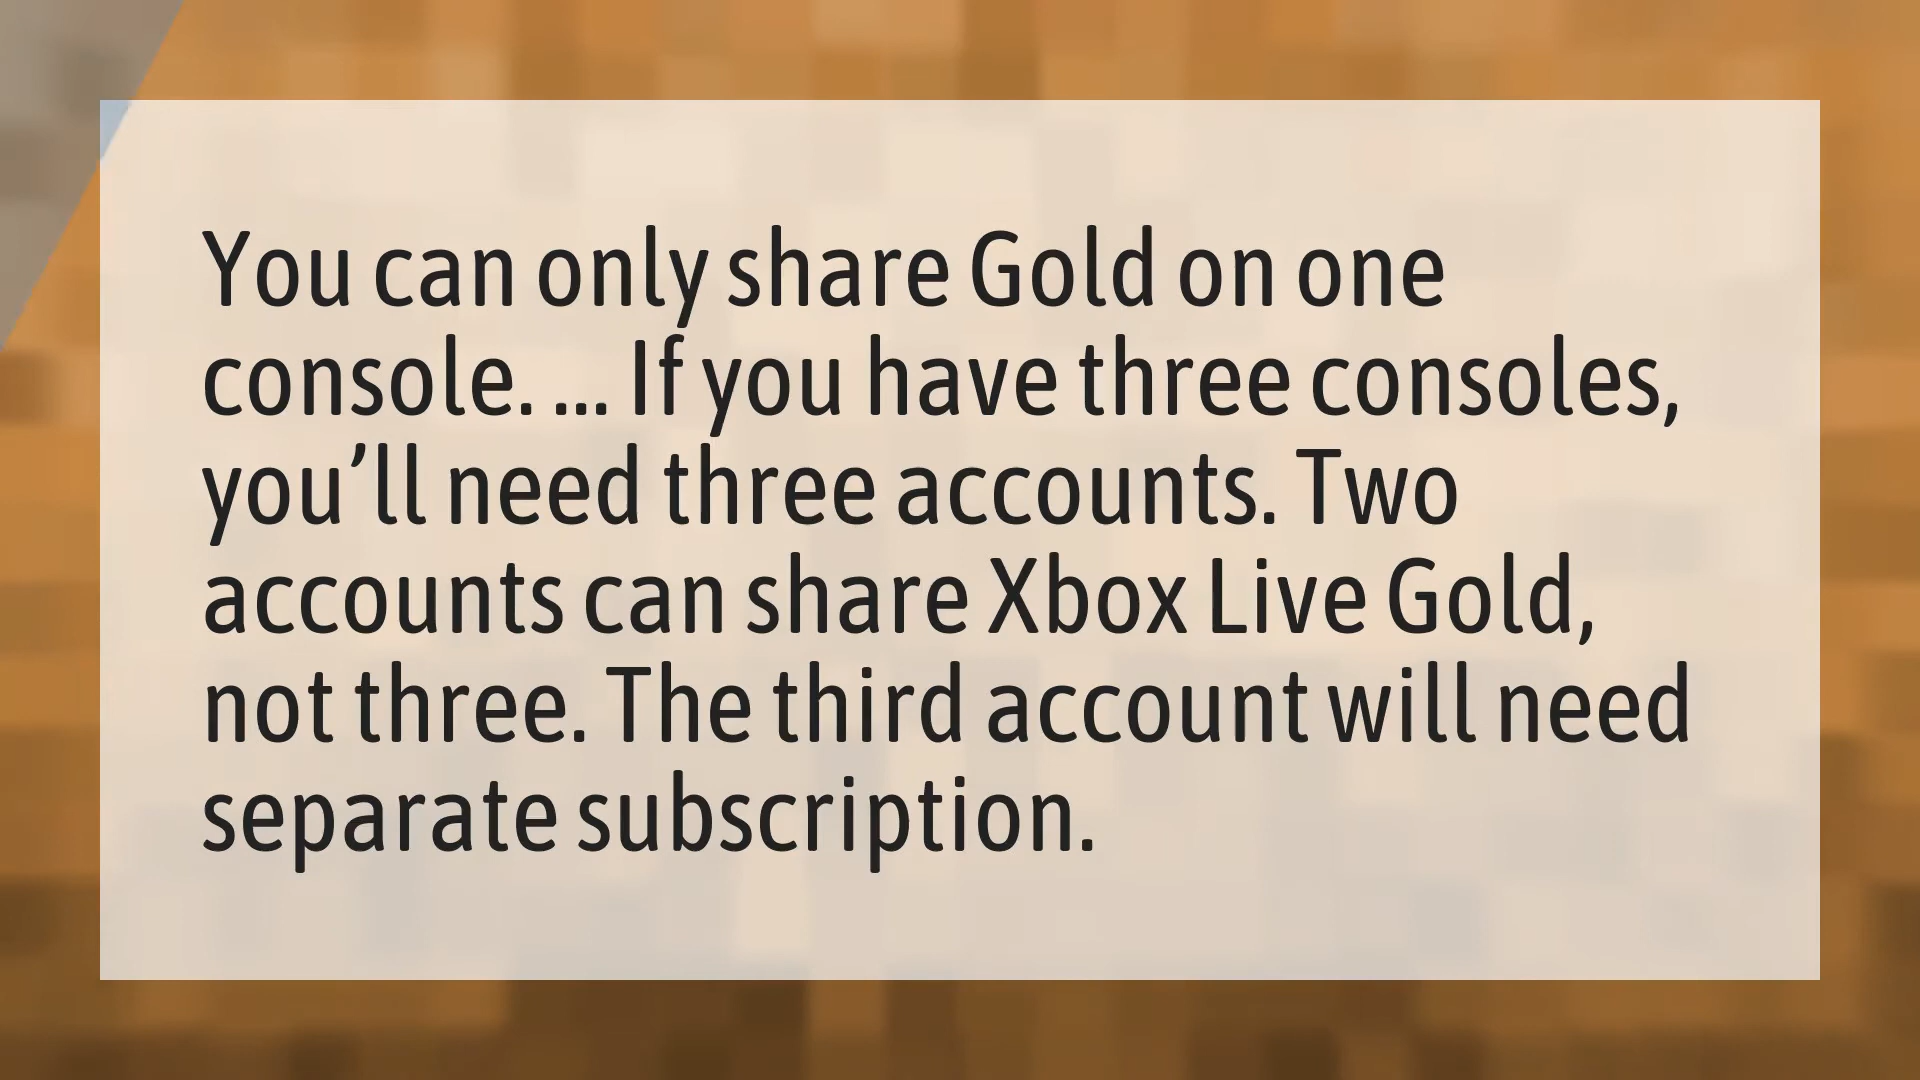 You can only share Gold on one
console. ... If you have three consoles,
you’ll need three accounts. Two
accounts can share Xbox Live Gold,
not three. The third account will need
separate subscription.